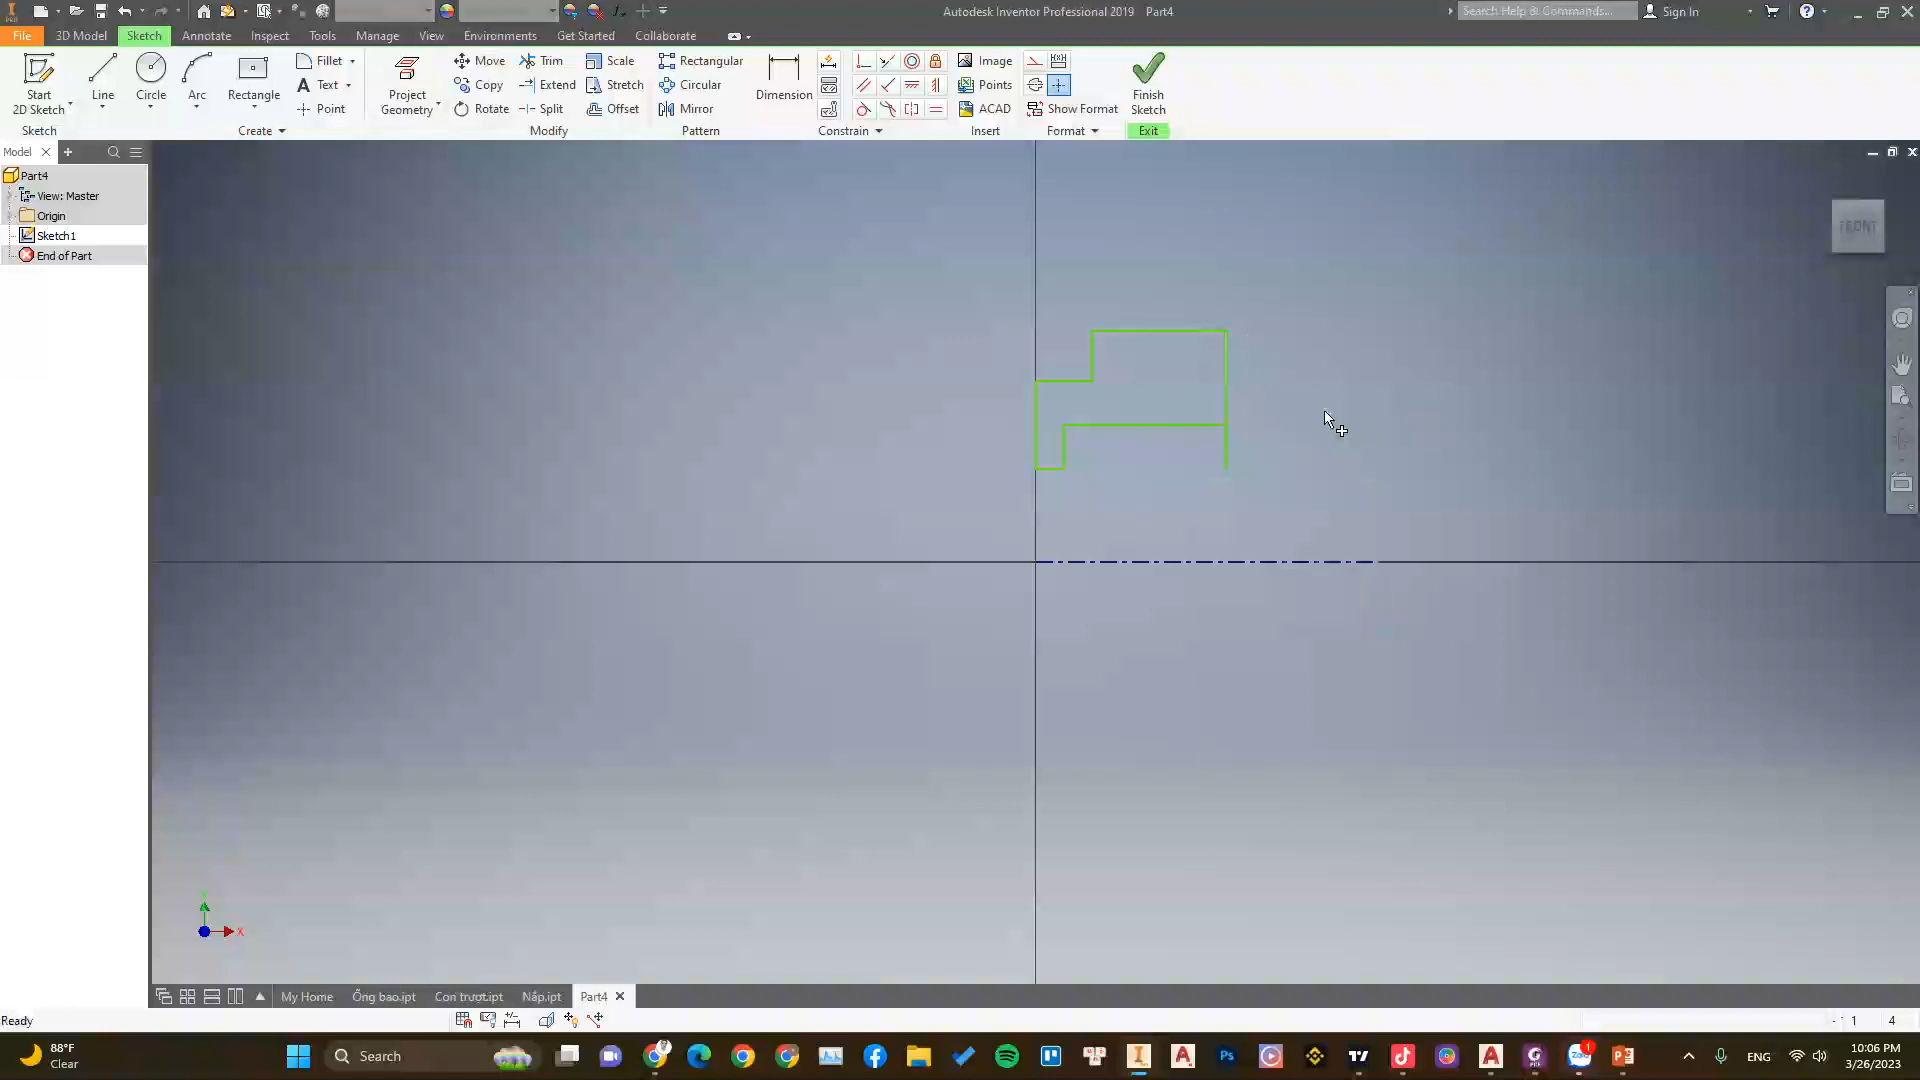 Autodesk Inventor Professional 2019 Part4
Search Help & Commands...
Sign In
File 3D Model Sketch Annotate Inspect Tools Manage View Environments Get Started Collaborate
Start
2D Sketch
Line
Circle
Arc
Rectangle
Fillet
Text
Point
Project
Geometry
Move
Copy
Rotate
Trim
Extend
Split
Scale
Stretch
Offset
Rectangular
Circular
Mirror
Dimension
Image
Points
ACAD
Show Format
Finish
Sketch
Sketch Create Modify Pattern Constrain Insert Format Exit
Model
Part4
View: Master
Origin
Sketch1
End of Part
FRONT
Y
X
My Home Ống bao.ipt Con trượt.ipt Nắp.ipt Part4
Ready
1 4
88°F
Clear
Search
ENG
10:06 PM
3/26/2023